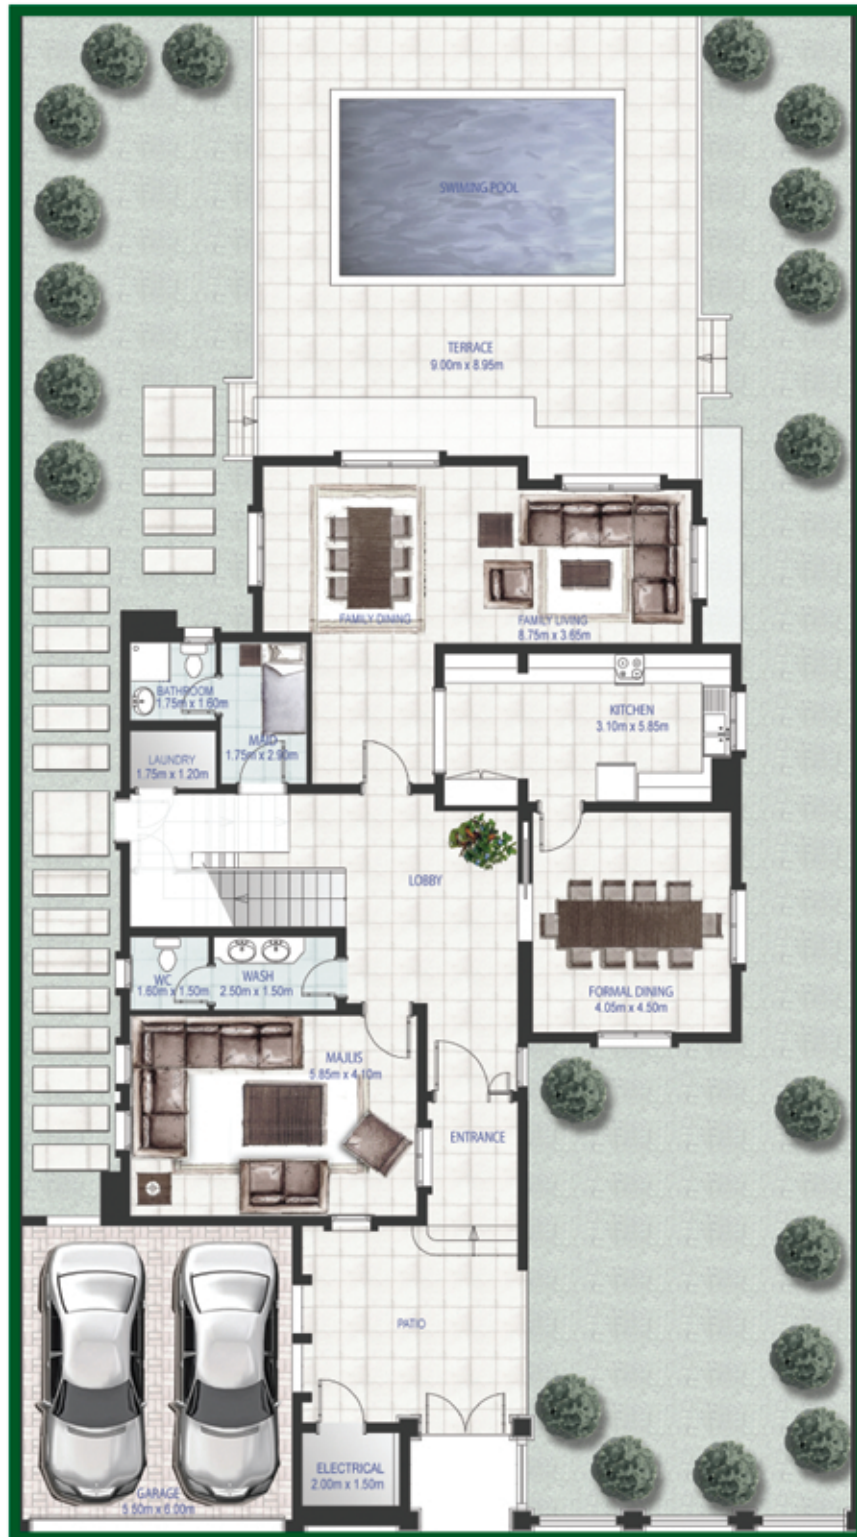 SWIMING POOL
TERRACE
9.00m x 8.95m
FAMILY DINING
FAMILY LIVING
8.75m x 3.65m
BATHROOM
1.75m x 1.60m
MAID
1.75m x 2.90m
KITCHEN
3.10m x 5.85m
LAUNDRY
1.75m x 1.20m
LOBBY
WC
1.60m x 1.50m
WASH
2.50m x 1.50m
FORMAL DINING
4.05m x 4.50m
MAJLIS
5.85m x 4.10m
ENTRANCE
PATIO
ELECTRICAL
2.00m x 1.50m
GARAGE
5.50m x 6.00m